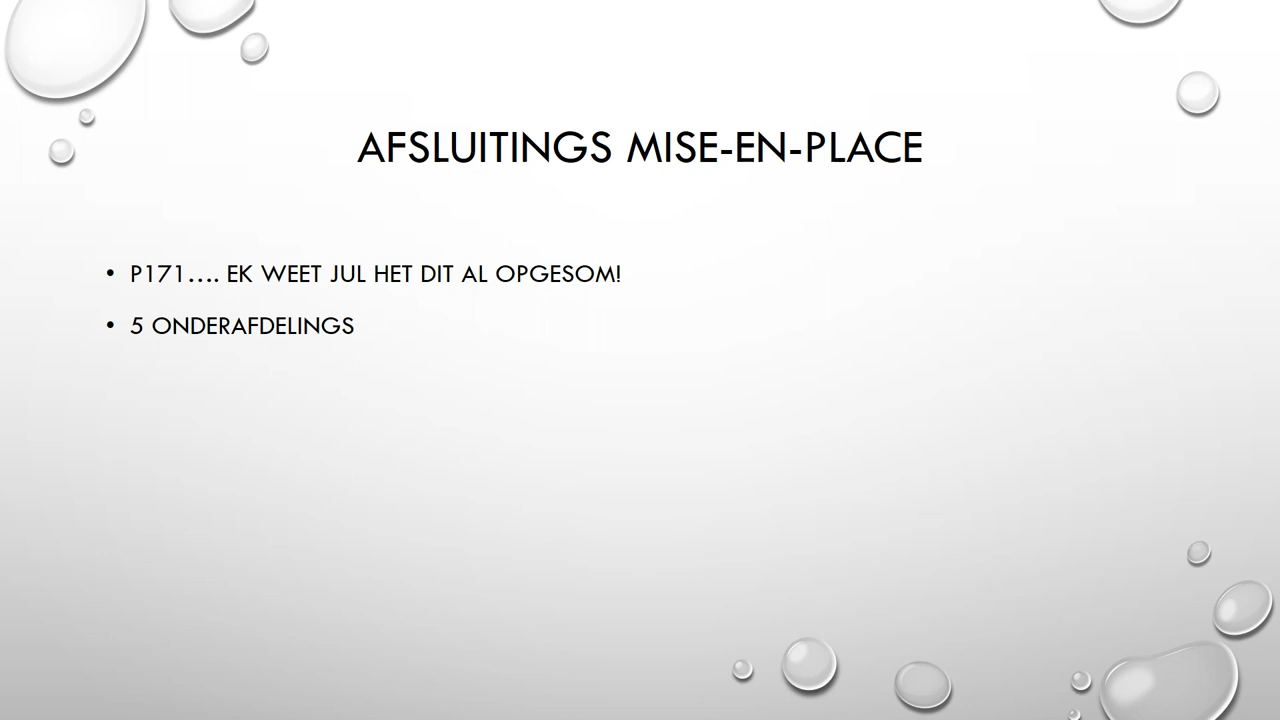 AFSLUITINGS MISE-EN-PLACE
• P171…. EK WEET JUL HET DIT AL OPGESOM!
• 5 ONDERAFDELINGS